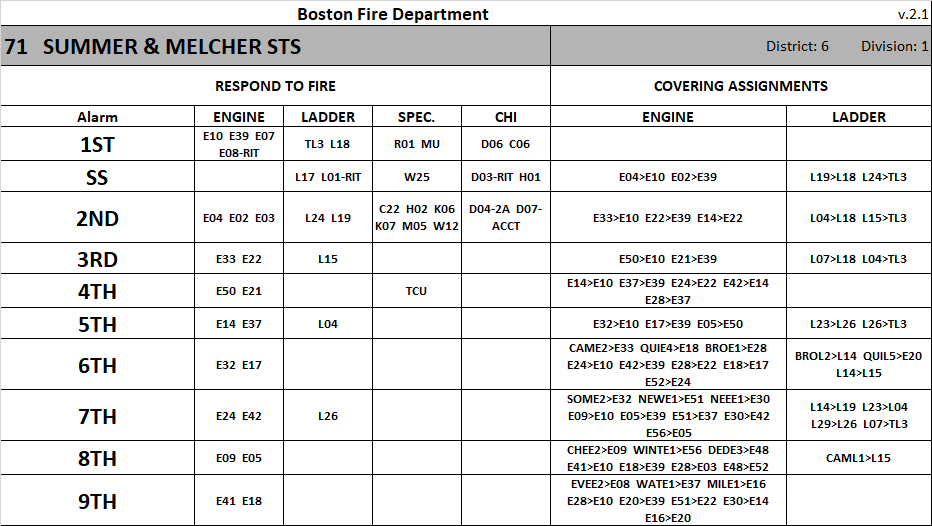 Boston Fire Department v.2.1
71 SUMMER & MELCHER STS District: 6 Division: 1
RESPOND TO FIRE COVERING ASSIGNMENTS
Alarm ENGINE LADDER SPEC. CHI ENGINE LADDER
1ST E10 E39 E07 E08-RIT TL3 L18 R01 MU D06 C06
SS L17 L01-RIT W25 D03-RIT H01 E04>E10 E02>E39 L19>L18 L24>TL3
2ND E04 E02 E03 L24 L19 C22 H02 K06 K07 M05 W12 D04-2A D07-ACCT E33>E10 E22>E39 E14>E22 L04>L18 L15>TL3
3RD E33 E22 L15 E50>E10 E21>E39 L07>L18 L04>TL3
4TH E50 E21 TCU E14>E10 E37>E39 E24>E22 E42>E14 E28>E37
5TH E14 E37 L04 E32>E10 E17>E39 E05>E50 L23>L26 L26>TL3
6TH E32 E17 CAME2>E33 QUIE4>E18 BROE1>E28 E24>E10 E42>E39 E28>E22 E18>E17 E52>E24 BROL2>L14 QUIL5>E20 L14>L15
7TH E24 E42 L26 SOME2>E32 NEWE1>E51 NEEE1>E30 E09>E10 E05>E39 E51>E37 E30>E42 E56>E05 L14>L19 L23>L04 L29>L26 L07>TL3
8TH E09 E05 CHEE2>E09 WINTE1>E56 DEDE3>E48 E41>E10 E18>E39 E28>E03 E48>E52 CAML1>L15
9TH E41 E18 EVEE2>E08 WATE1>E37 MILE1>E16 E28>E10 E20>E39 E51>E22 E30>E14 E16>E20